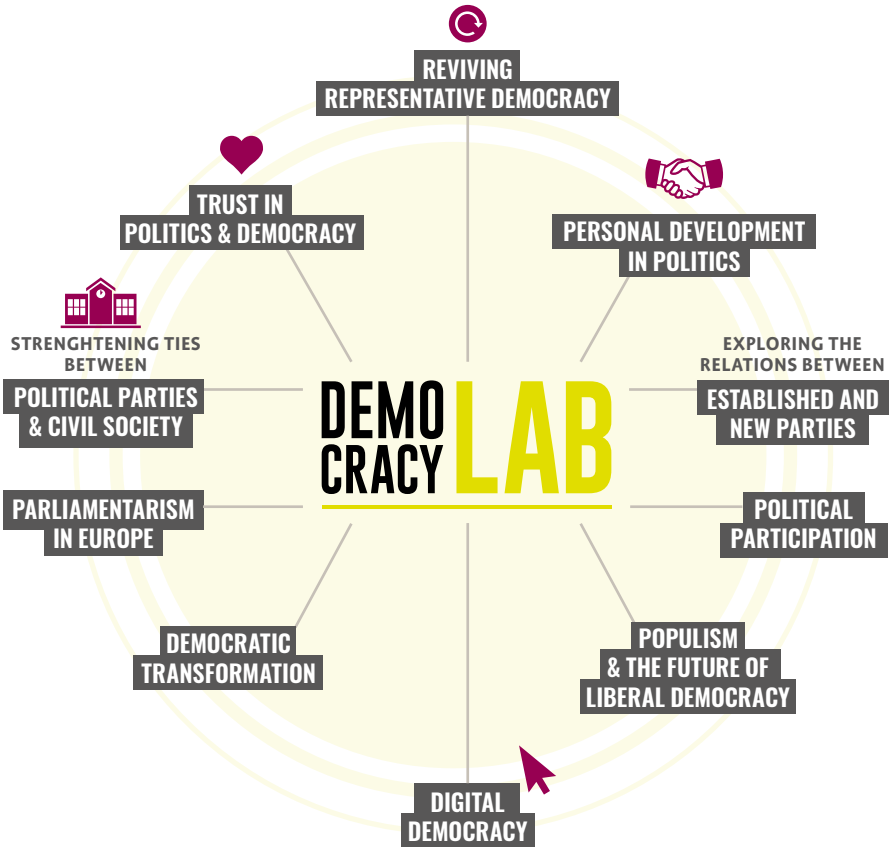 REVIVING
REPRESENTATIVE DEMOCRACY
TRUST IN
POLITICS & DEMOCRACY
PERSONAL DEVELOPMENT
IN POLITICS
STRENGHTENING TIES
BETWEEN
POLITICAL PARTIES
& CIVIL SOCIETY
EXPLORING THE
RELATIONS BETWEEN
ESTABLISHED AND
NEW PARTIES
DEMO
CRACY
LAB
PARLIAMENTARISM
IN EUROPE
POLITICAL
PARTICIPATION
DEMOCRATIC
TRANSFORMATION
POPULISM
& THE FUTURE OF
LIBERAL DEMOCRACY
DIGITAL
DEMOCRACY